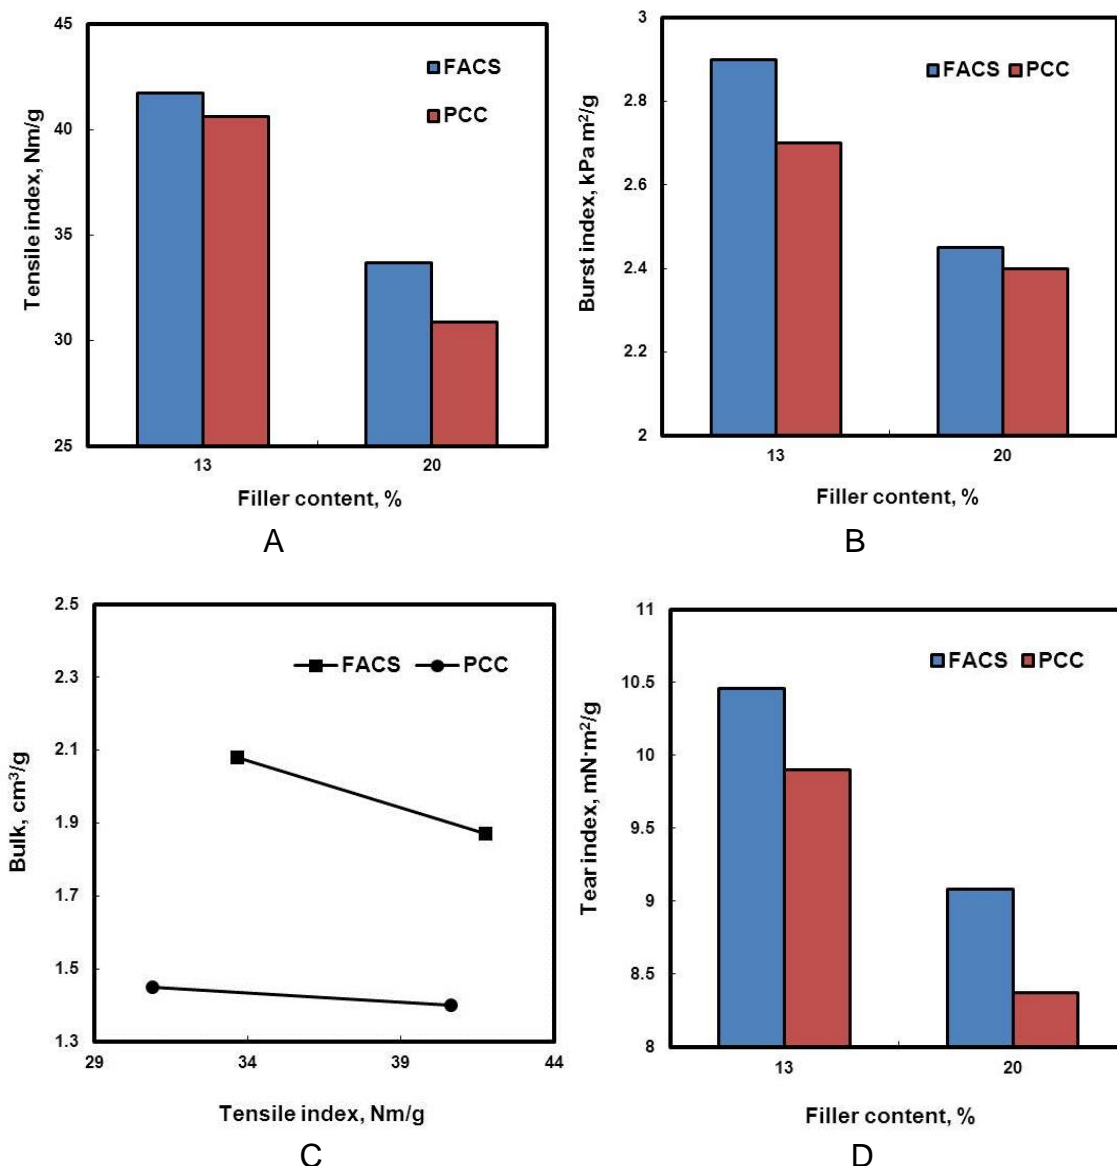 45
40
35
30
25
Tensile index, Nm/g
FACS
PCC
13
20
Filler content, %
A
3
2.8
2.6
2.4
2.2
2
Burst index, kPa m²/g
FACS PCC
13
20
Filler content, %
B
2.5
2.3
2.1
1.9
1.7
1.5
1.3
Bulk, cm³/g
FACS PCC
29
34
39
44
Tensile index, Nm/g
C
11
10.5
10
9.5
9
8.5
8
Tear index, mN·m²/g
FACS PCC
13
20
Filler content, %
D